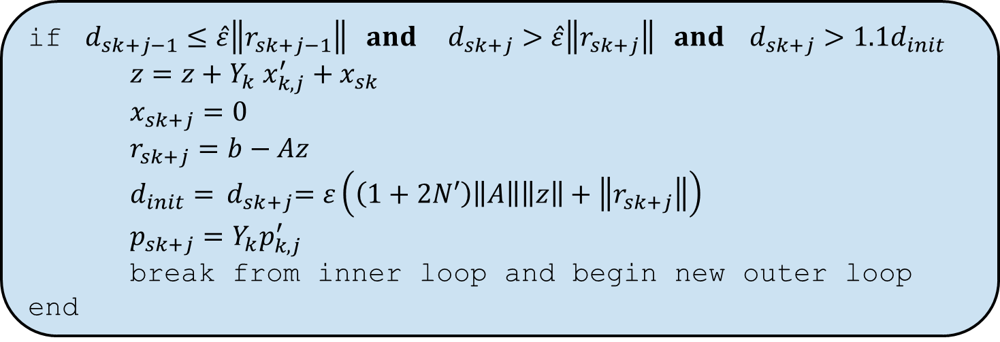 if d_{sk+j−1} ≤ ε̂‖r_{sk+j−1}‖ and d_{sk+j} > ε̂‖r_{sk+j}‖ and d_{sk+j} > 1.1d_{init}
z = z + Y_k x′_{k,j} + x_{sk}
x_{sk+j} = 0
r_{sk+j} = b − Az
d_{init} = d_{sk+j} = ε((1 + 2N′)‖A‖‖z‖ + ‖r_{sk+j}‖)
p_{sk+j} = Y_k p′_{k,j}
break from inner loop and begin new outer loop
end